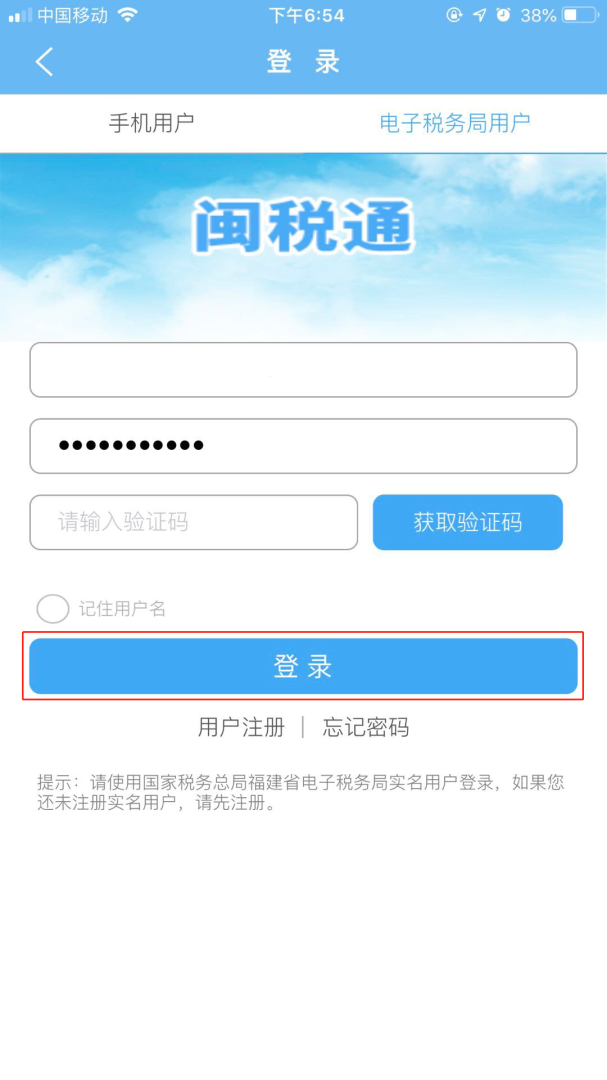 中国移动 下午6:54 38%
登 录
手机用户 电子税务局用户
闽税通
●●●●●●●●●●●
请输入验证码 获取验证码
记住用户名
登 录
用户注册 | 忘记密码
提示：请使用国家税务总局福建省电子税务局实名用户登录，如果您
还未注册实名用户，请先注册。